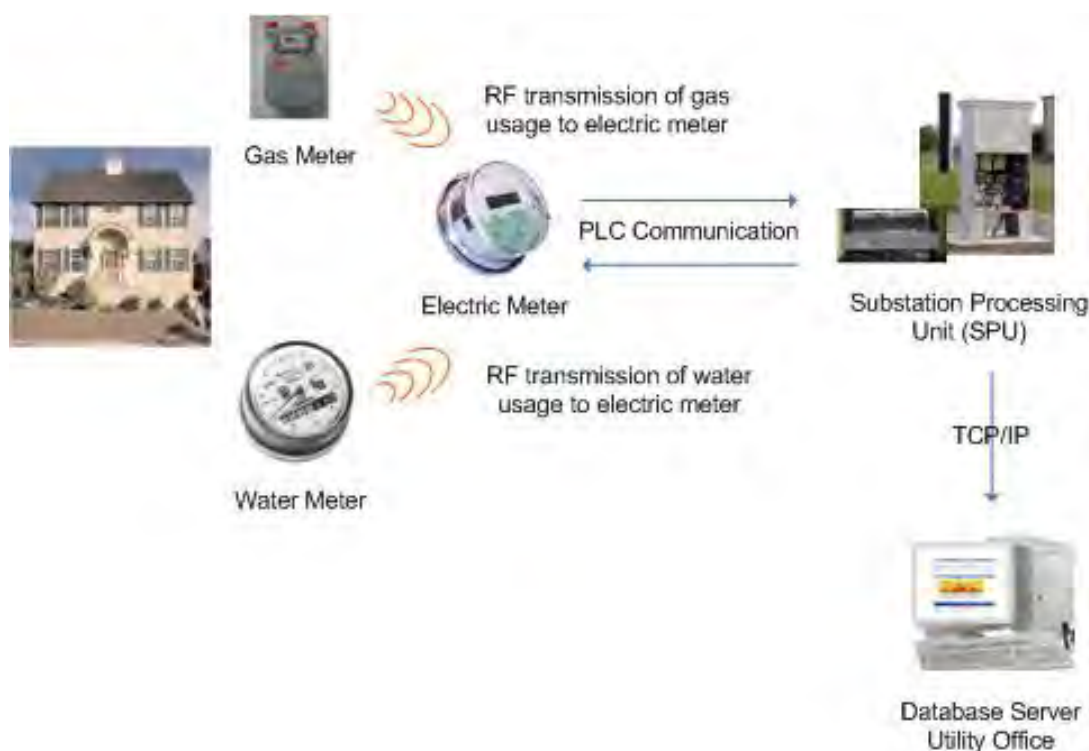 RF transmission of gas
usage to electric meter
Gas Meter
PLC Communication
Electric Meter
Substation Processing
Unit (SPU)
RF transmission of water
usage to electric meter
TCP/IP
Water Meter
Database Server
Utility Office